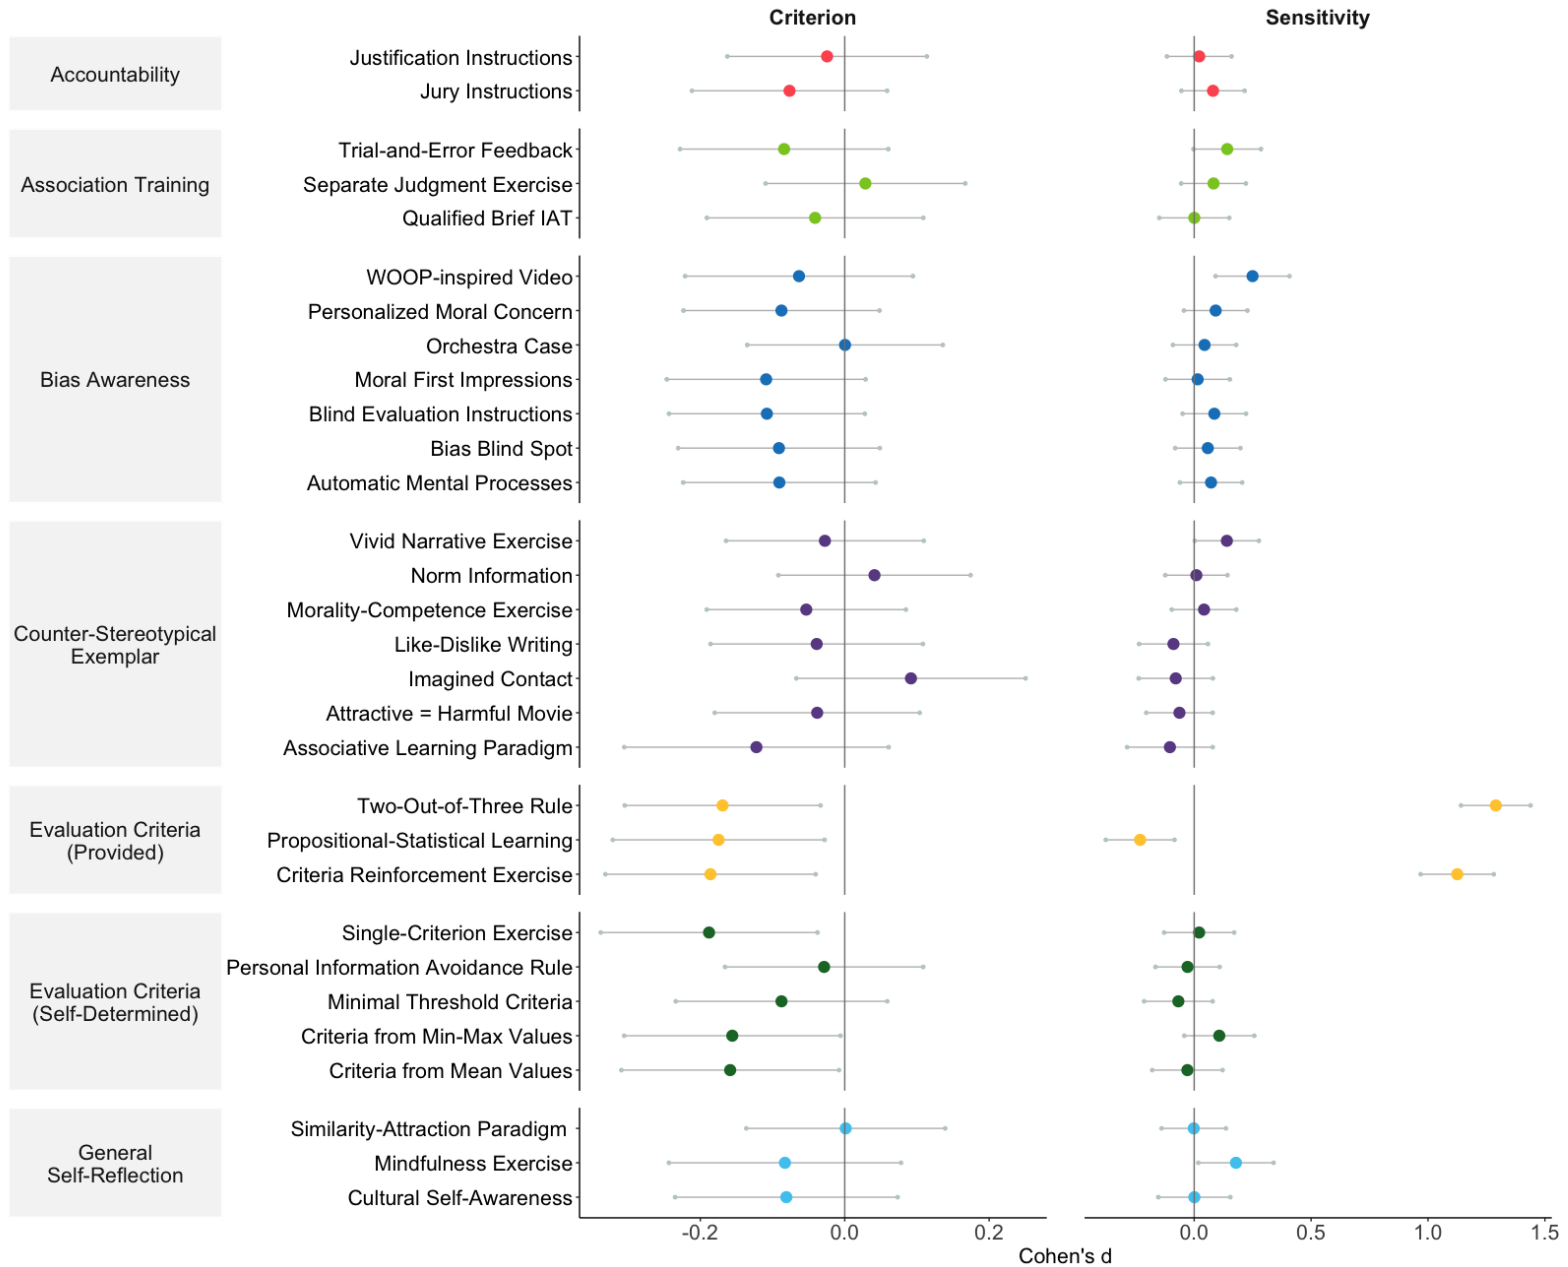 Criterion
Sensitivity
Accountability
Justification Instructions
Jury Instructions
Association Training
Trial-and-Error Feedback
Separate Judgment Exercise
Qualified Brief IAT
Bias Awareness
WOOP-inspired Video
Personalized Moral Concern
Orchestra Case
Moral First Impressions
Blind Evaluation Instructions
Bias Blind Spot
Automatic Mental Processes
Counter-Stereotypical
Exemplar
Vivid Narrative Exercise
Norm Information
Morality-Competence Exercise
Like-Dislike Writing
Imagined Contact
Attractive = Harmful Movie
Associative Learning Paradigm
Evaluation Criteria
(Provided)
Two-Out-of-Three Rule
Propositional-Statistical Learning
Criteria Reinforcement Exercise
Evaluation Criteria
(Self-Determined)
Single-Criterion Exercise
Personal Information Avoidance Rule
Minimal Threshold Criteria
Criteria from Min-Max Values
Criteria from Mean Values
General
Self-Reflection
Similarity-Attraction Paradigm
Mindfulness Exercise
Cultural Self-Awareness
-0.2 0.0 0.2
0.0 0.5 1.0 1.5
Cohen's d